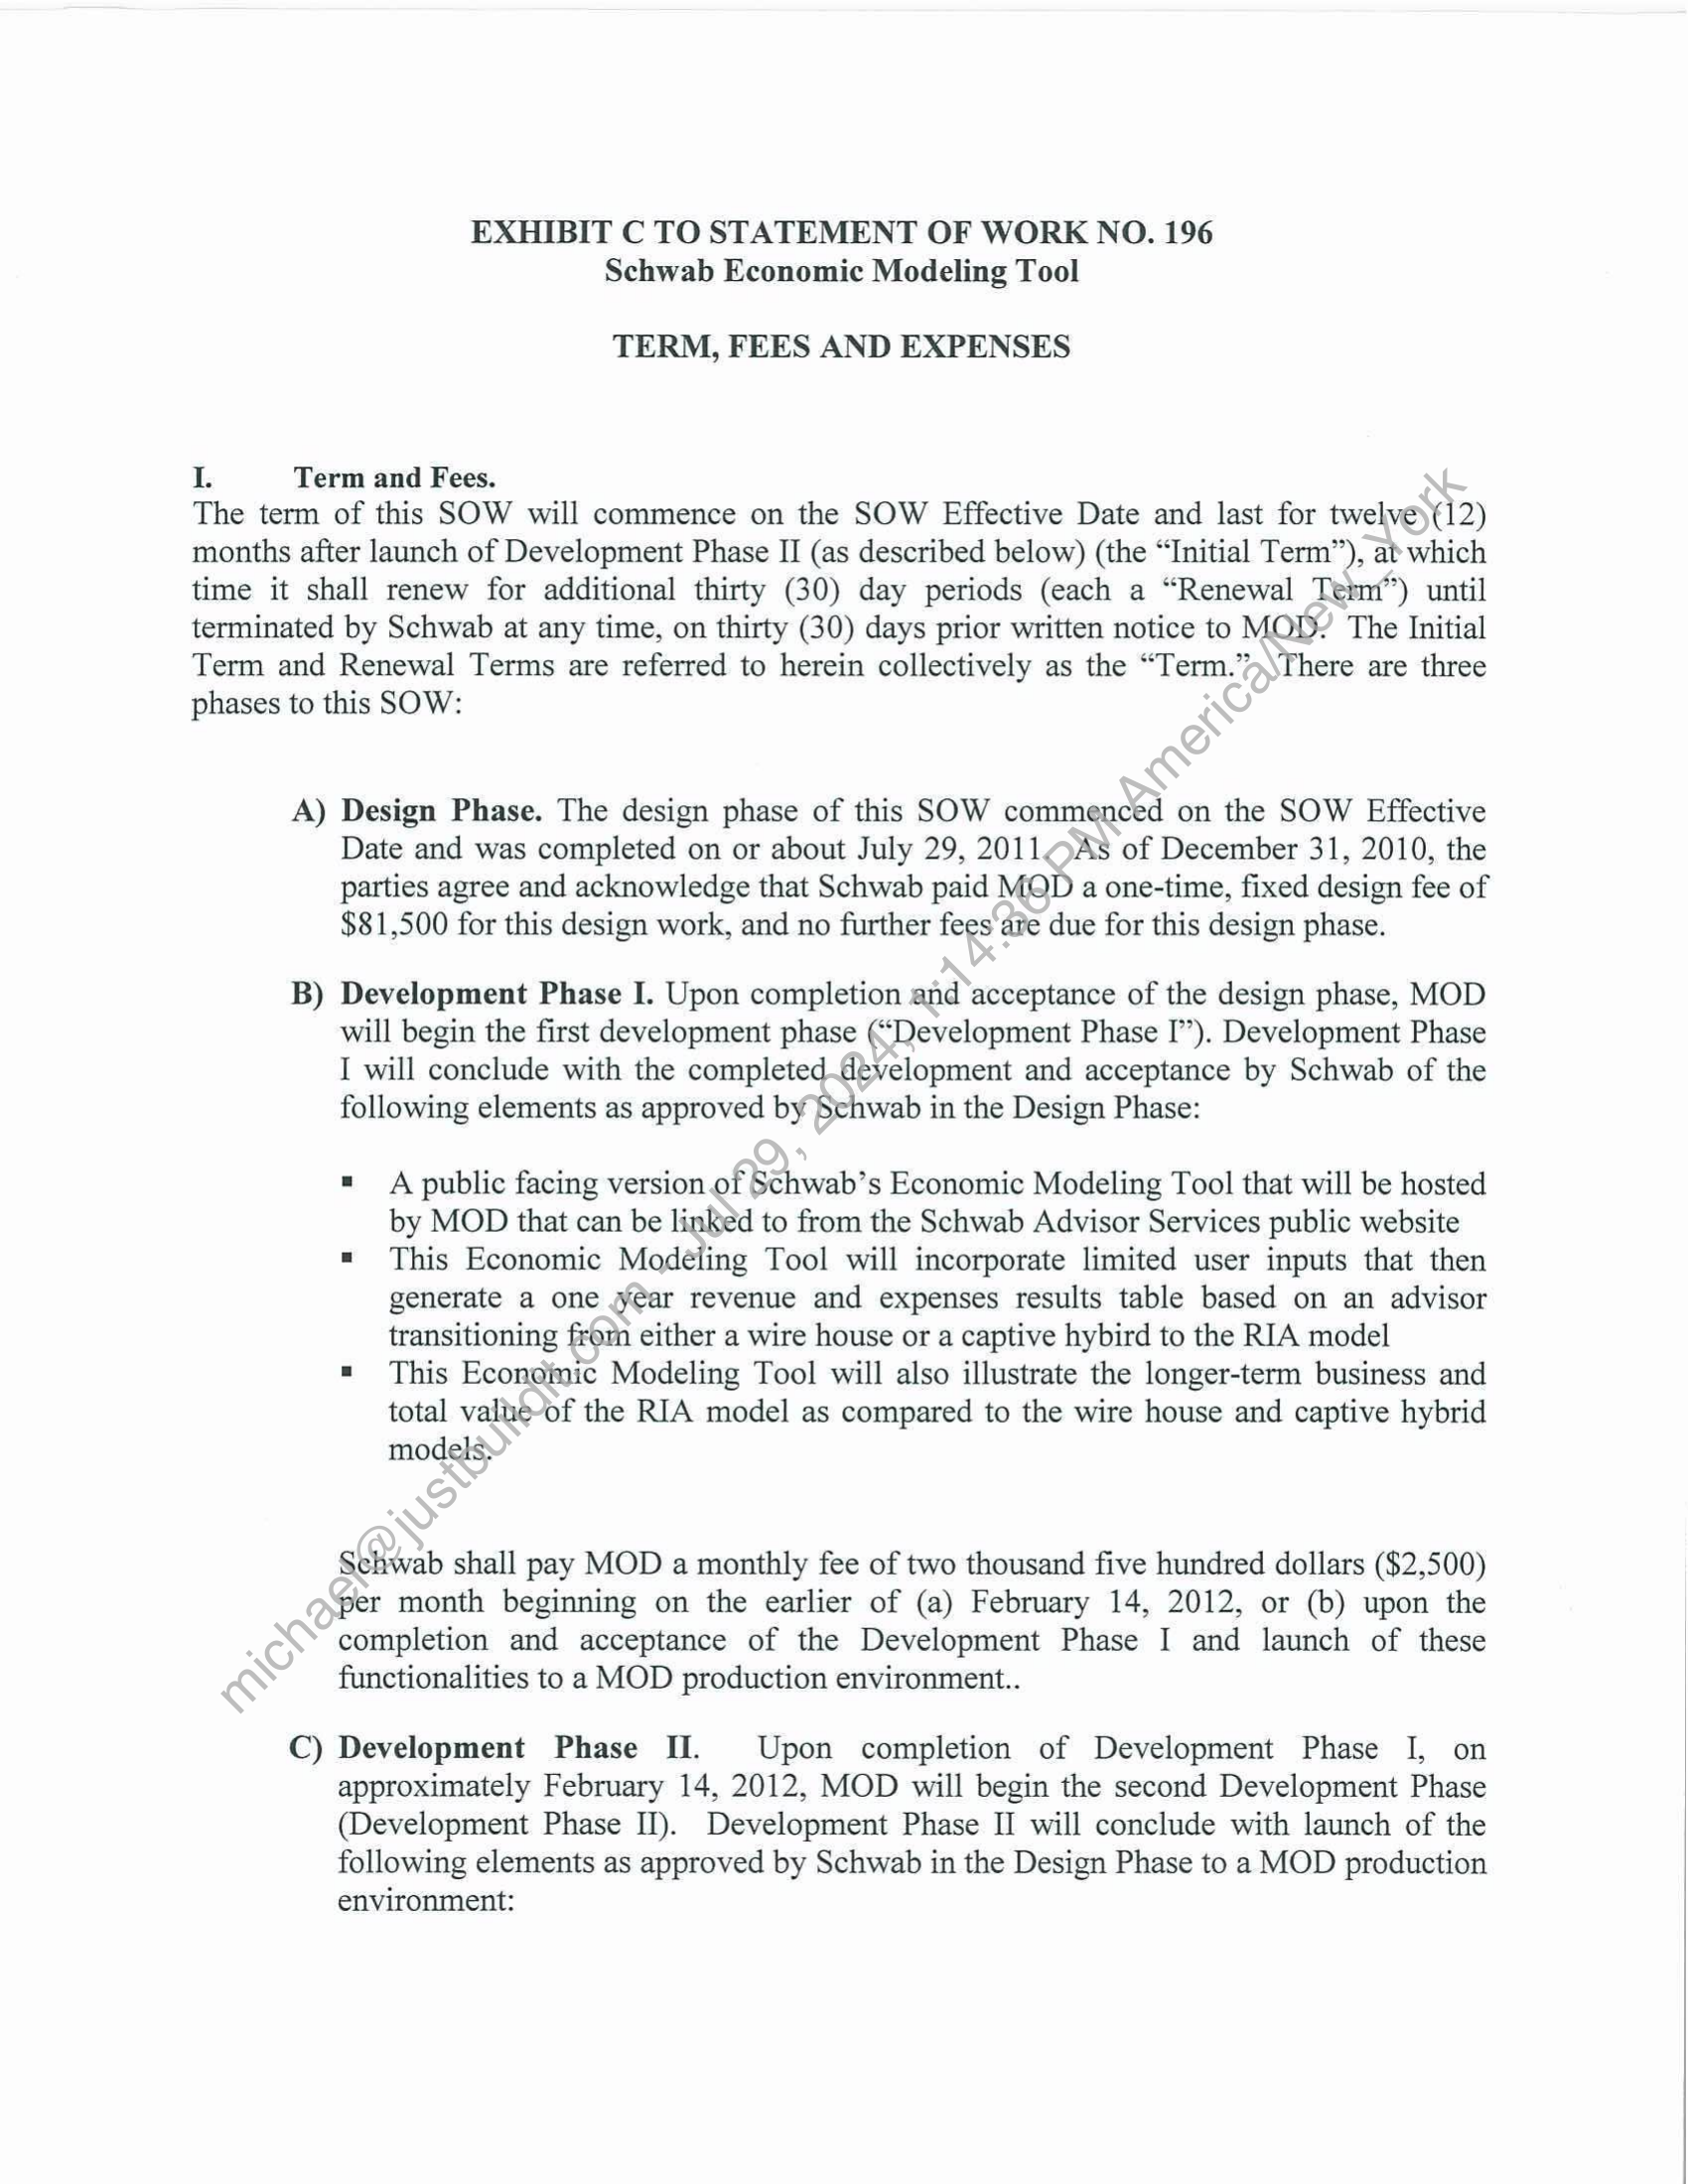 EXHIBIT C TO STATEMENT OF WORK NO. 196
Schwab Economic Modeling Tool
TERM, FEES AND EXPENSES
I. Term and Fees.
The term of this SOW will commence on the SOW Effective Date and last for twelve (12)
months after launch of Development Phase II (as described below) (the “Initial Term”), at which
time it shall renew for additional thirty (30) day periods (each a “Renewal Term”) until
terminated by Schwab at any time, on thirty (30) days prior written notice to MOD. The Initial
Term and Renewal Terms are referred to herein collectively as the “Term.” There are three
phases to this SOW:
A) Design Phase. The design phase of this SOW commenced on the SOW Effective
Date and was completed on or about July 29, 2011. As of December 31, 2010, the
parties agree and acknowledge that Schwab paid MOD a one-time, fixed design fee of
$81,500 for this design work, and no further fees are due for this design phase.
B) Development Phase I. Upon completion and acceptance of the design phase, MOD
will begin the first development phase (“Development Phase I”). Development Phase
I will conclude with the completed development and acceptance by Schwab of the
following elements as approved by Schwab in the Design Phase:
▪ A public facing version of Schwab’s Economic Modeling Tool that will be hosted
by MOD that can be linked to from the Schwab Advisor Services public website
▪ This Economic Modeling Tool will incorporate limited user inputs that then
generate a one year revenue and expenses results table based on an advisor
transitioning from either a wire house or a captive hybird to the RIA model
▪ This Economic Modeling Tool will also illustrate the longer-term business and
total value of the RIA model as compared to the wire house and captive hybrid
models.
Schwab shall pay MOD a monthly fee of two thousand five hundred dollars ($2,500)
per month beginning on the earlier of (a) February 14, 2012, or (b) upon the
completion and acceptance of the Development Phase I and launch of these
functionalities to a MOD production environment..
C) Development Phase II. Upon completion of Development Phase I, on
approximately February 14, 2012, MOD will begin the second Development Phase
(Development Phase II). Development Phase II will conclude with launch of the
following elements as approved by Schwab in the Design Phase to a MOD production
environment:
michael@justbuildit.com - Jul 29, 2024, 1:14:36 PM America/New_York